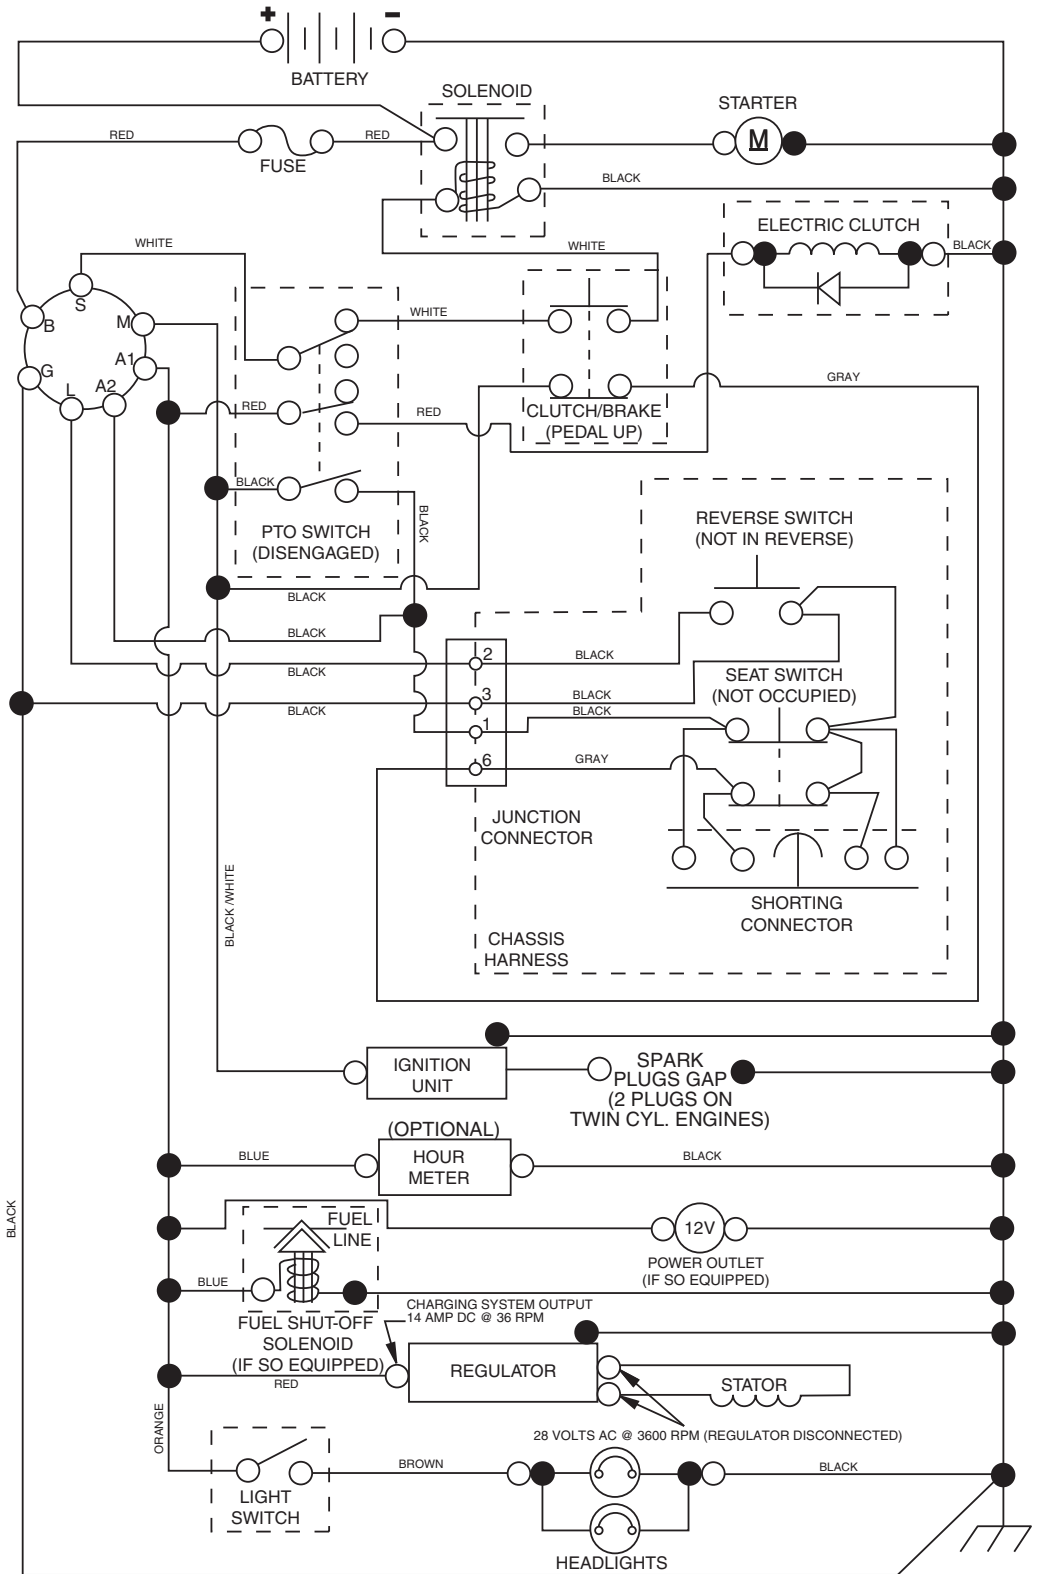 +
−
BATTERY
SOLENOID
STARTER
M
RED
FUSE
RED
BLACK
ELECTRIC CLUTCH
BLACK
WHITE
WHITE
S
B
M
G
A1
L
A2
WHITE
RED
RED
CLUTCH/BRAKE
(PEDAL UP)
GRAY
BLACK
PTO SWITCH
(DISENGAGED)
BLACK
REVERSE SWITCH
(NOT IN REVERSE)
BLACK
BLACK
BLACK
BLACK
2
BLACK
3
BLACK
1
BLACK
6
GRAY
SEAT SWITCH
(NOT OCCUPIED)
JUNCTION
CONNECTOR
SHORTING
CONNECTOR
CHASSIS
HARNESS
BLACK /WHITE
IGNITION
UNIT
SPARK
PLUGS GAP
(2 PLUGS ON
TWIN CYL. ENGINES)
(OPTIONAL)
HOUR
METER
BLUE
BLACK
BLACK
FUEL
LINE
12V
POWER OUTLET
(IF SO EQUIPPED)
BLUE
FUEL SHUT-OFF
SOLENOID
(IF SO EQUIPPED)
CHARGING SYSTEM OUTPUT
14 AMP DC @ 36 RPM
RED
REGULATOR
STATOR
28 VOLTS AC @ 3600 RPM (REGULATOR DISCONNECTED)
ORANGE
LIGHT
SWITCH
BROWN
BLACK
HEADLIGHTS